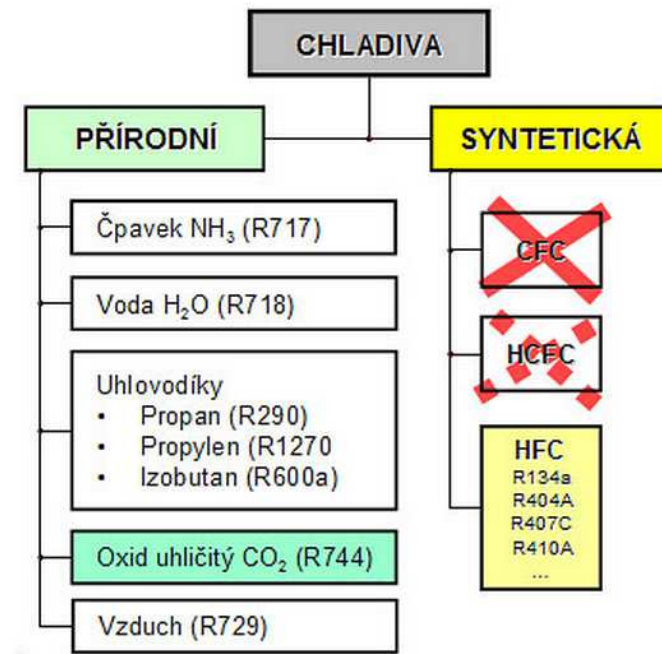 CHLADIVA
PŘÍRODNÍ
Čpavek NH₃ (R717)
Voda H₂O (R718)
Uhlovodíky
• Propan (R290)
• Propylen (R1270
• Izobutan (R600a)
Oxid uhličitý CO₂ (R744)
Vzduch (R729)
SYNTETICKÁ
CFC
HCFC
HFC
R134a
R404A
R407C
R410A
...